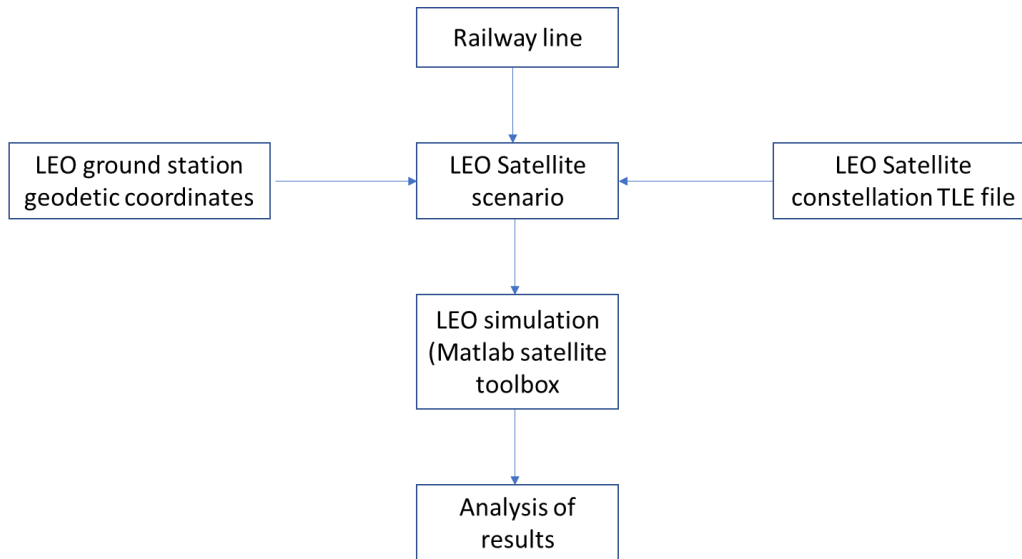 Railway line
LEO ground station
geodetic coordinates
LEO Satellite
scenario
LEO Satellite
constellation TLE file
LEO simulation
(Matlab satellite
toolbox
Analysis of
results